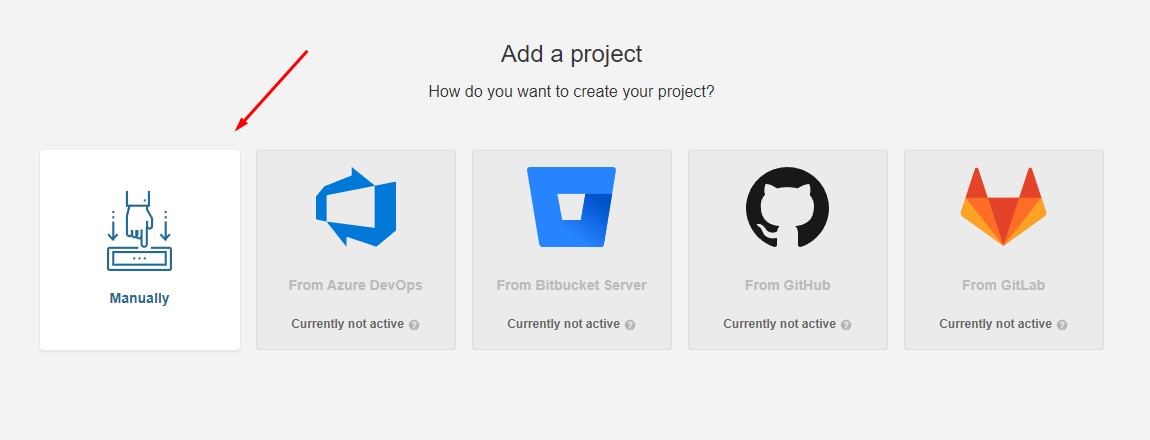 Add a project
How do you want to create your project?
Manually
From Azure DevOps
Currently not active ?
From Bitbucket Server
Currently not active ?
From GitHub
Currently not active ?
From GitLab
Currently not active ?